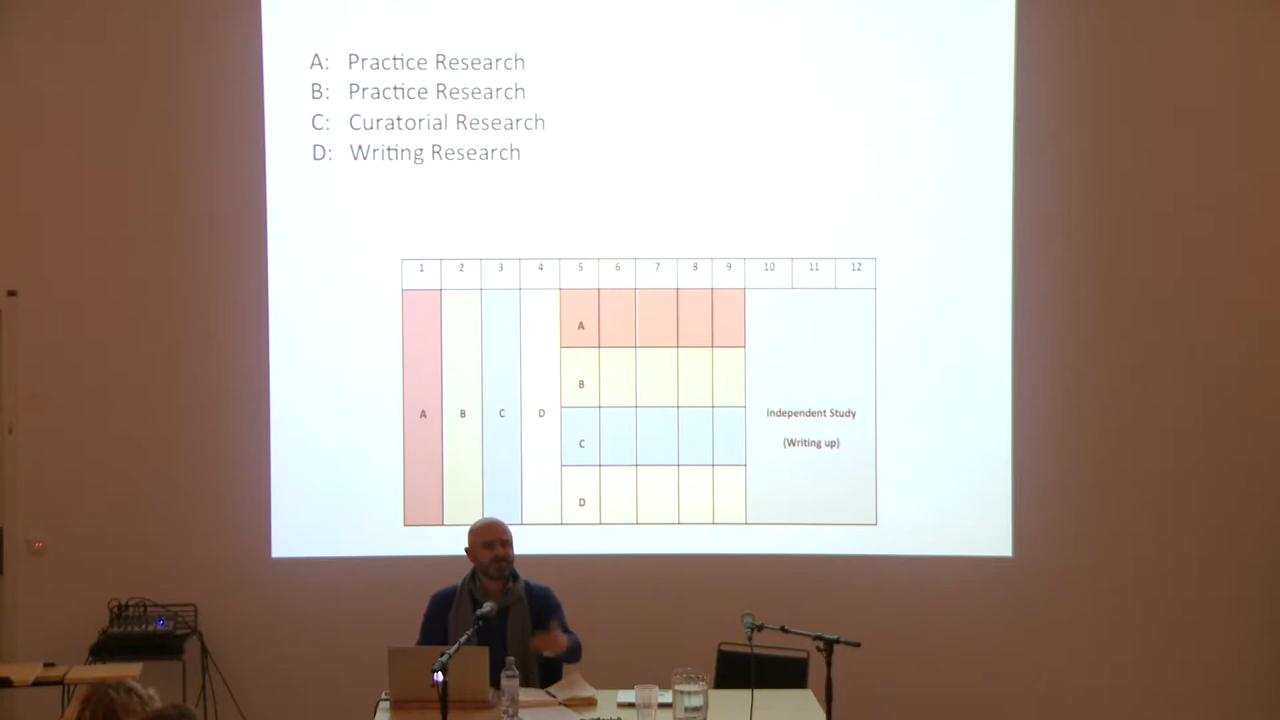 A: Practice Research
B: Practice Research
C: Curatorial Research
D: Writing Research
1 2 3 4 5 6 7 8 9 10 11 12
A
B
A B C D
C
Independent Study
(Writing up)
D